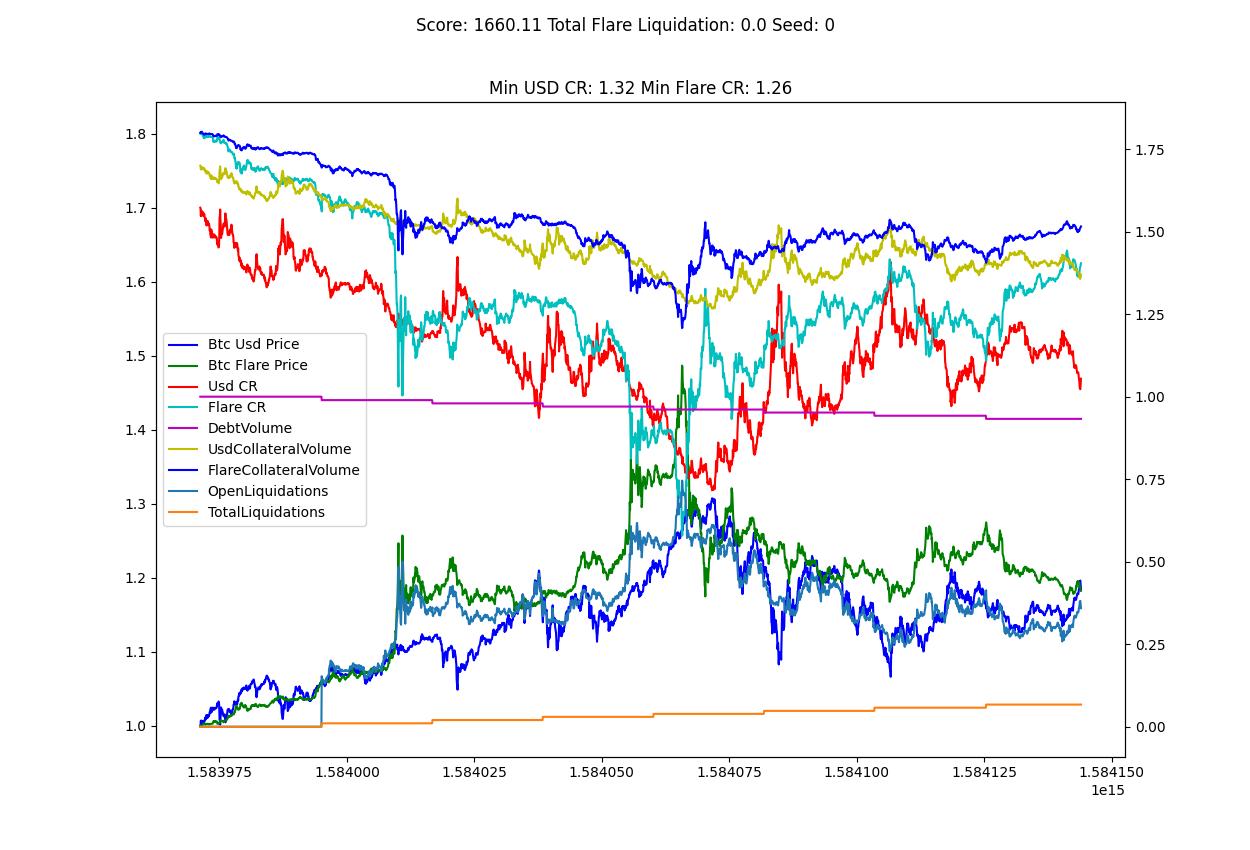 Score: 1660.11 Total Flare Liquidation: 0.0 Seed: 0
Min USD CR: 1.32 Min Flare CR: 1.26
1.8
1.7
1.6
1.5
1.4
1.3
1.2
1.1
1.0
Btc Usd Price
Btc Flare Price
Usd CR
Flare CR
DebtVolume
UsdCollateralVolume
FlareCollateralVolume
OpenLiquidations
TotalLiquidations
1.75
1.50
1.25
1.00
0.75
0.50
0.25
0.00
1.583975 1.584000 1.584025 1.584050 1.584075 1.584100 1.584125 1.584150
1e15